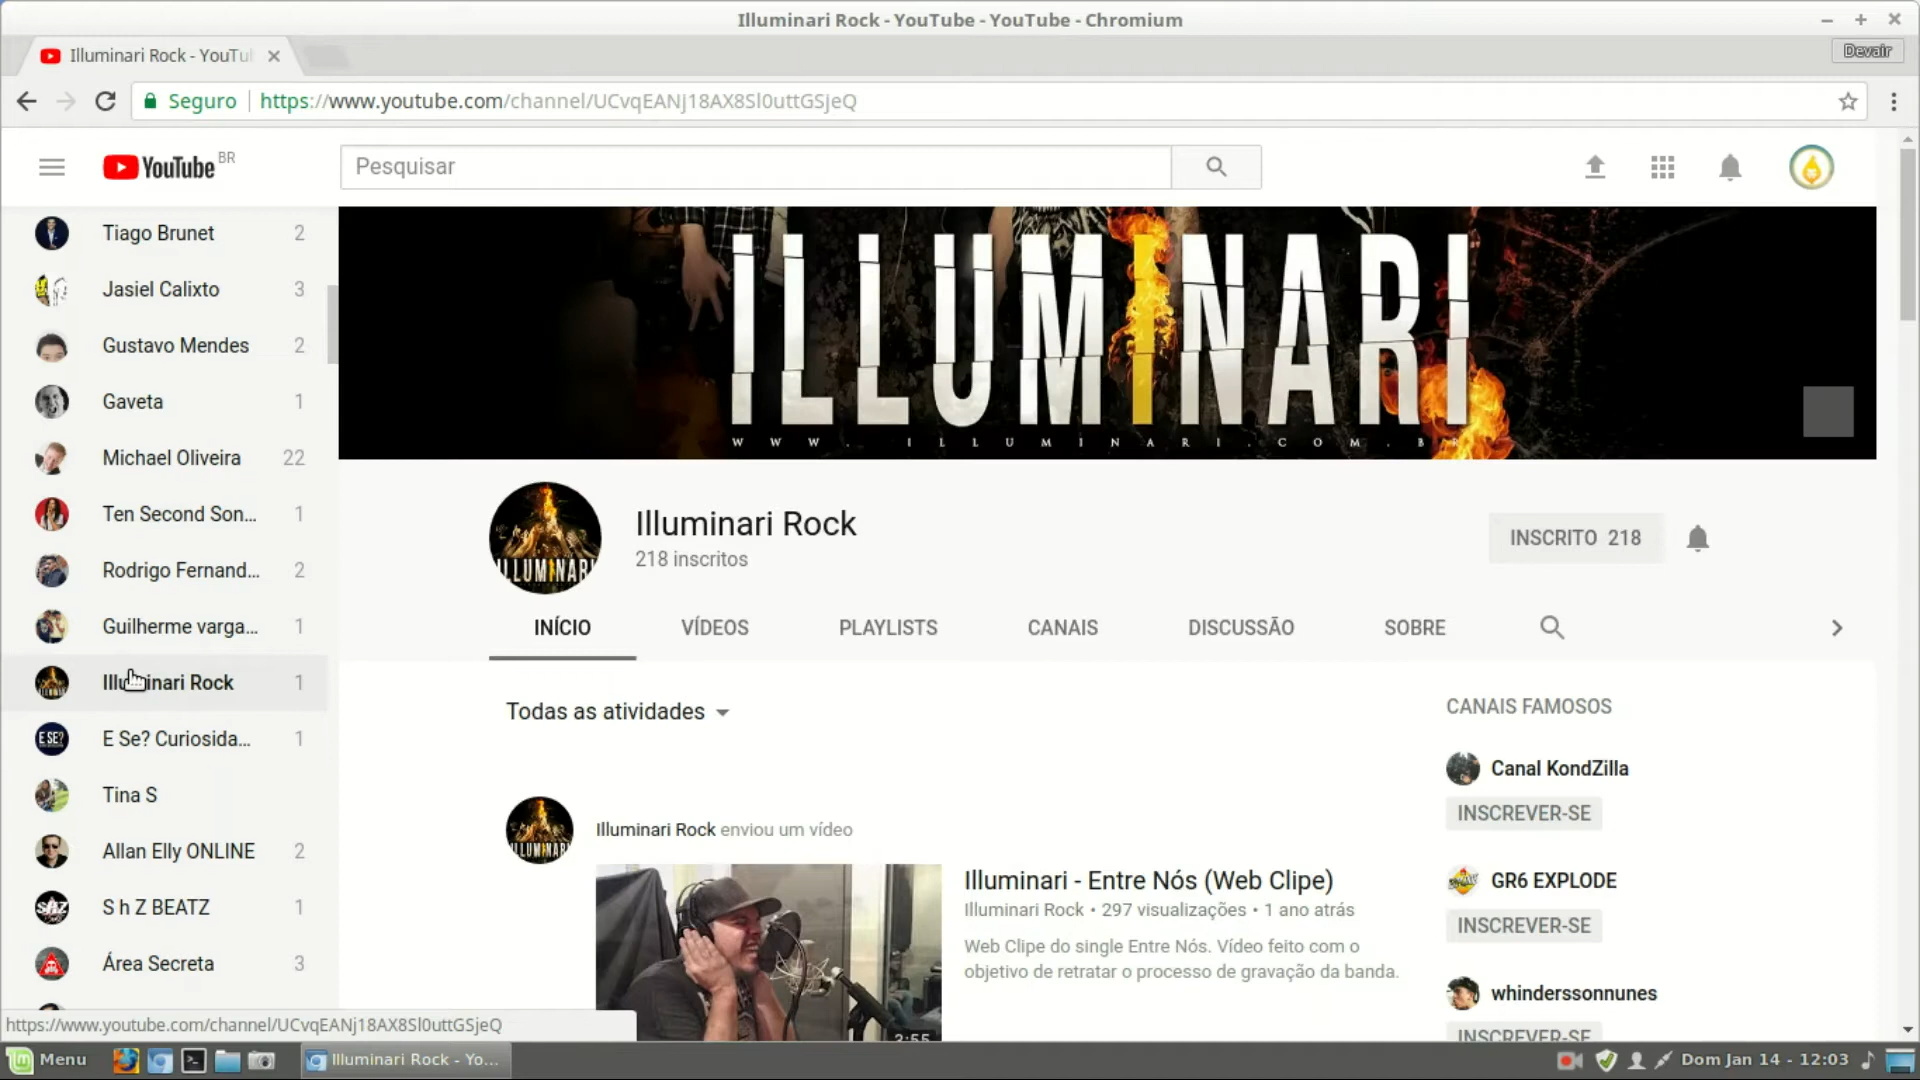 Illuminari Rock - YouTube - YouTube - Chromium
Illuminari Rock - YouTu
Devair
Seguro
https://www.youtube.com/channel/UCvqEANj18AX8Sl0uttGSjeQ
YouTube BR
Pesquisar
Tiago Brunet 2
Jasiel Calixto 3
Gustavo Mendes 2
Gaveta 1
Michael Oliveira 22
Ten Second Son... 1
Rodrigo Fernand... 2
Guilherme varga... 1
Illuminari Rock 1
E SE?
E Se? Curiosida... 1
Tina S
Allan Elly ONLINE 2
S h Z BEATZ 1
Área Secreta 3
ILLUMINARI
WWW.ILLUMINARI.COM.BR
ILLUMINARI
Illuminari Rock
218 inscritos
INSCRITO 218
INÍCIO VÍDEOS PLAYLISTS CANAIS DISCUSSÃO SOBRE
Todas as atividades
ILLUMINARI
Illuminari Rock enviou um vídeo
Illuminari - Entre Nós (Web Clipe)
Illuminari Rock • 297 visualizações • 1 ano atrás
Web Clipe do single Entre Nós. Vídeo feito com o
objetivo de retratar o processo de gravação da banda.
3:55
CANAIS FAMOSOS
Canal KondZilla
INSCREVER-SE
GR6 EXPLODE
INSCREVER-SE
whinderssonnunes
INSCREVER-SE
https://www.youtube.com/channel/UCvqEANj18AX8Sl0uttGSjeQ
Menu
Illuminari Rock - Yo...
Dom Jan 14 - 12:03